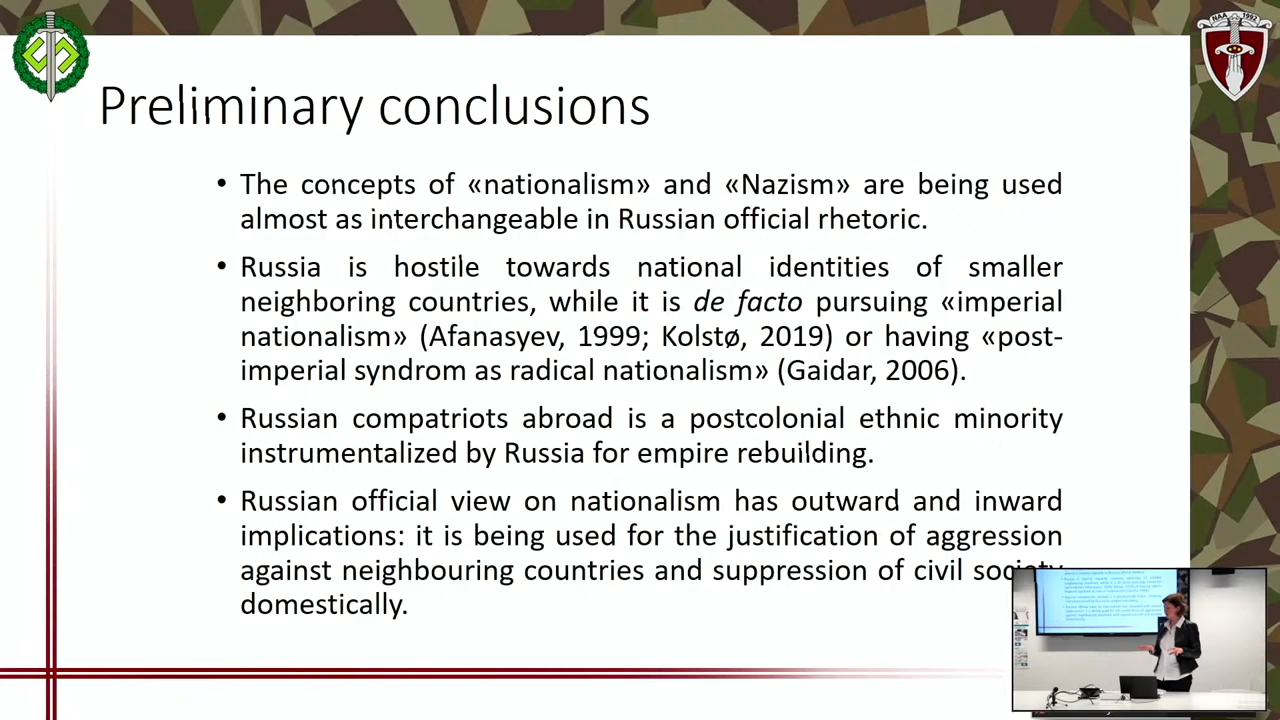 NAA 1992
Preliminary conclusions
• The concepts of «nationalism» and «Nazism» are being used
almost as interchangeable in Russian official rhetoric.
• Russia is hostile towards national identities of smaller
neighboring countries, while it is de facto pursuing «imperial
nationalism» (Afanasyev, 1999; Kolstø, 2019) or having «post-
imperial syndrom as radical nationalism» (Gaidar, 2006).
• Russian compatriots abroad is a postcolonial ethnic minority
instrumentalized by Russia for empire rebuilding.
• Russian official view on nationalism has outward and inward
implications: it is being used for the justification of aggression
against neighbouring countries and suppression of civil society
domestically.